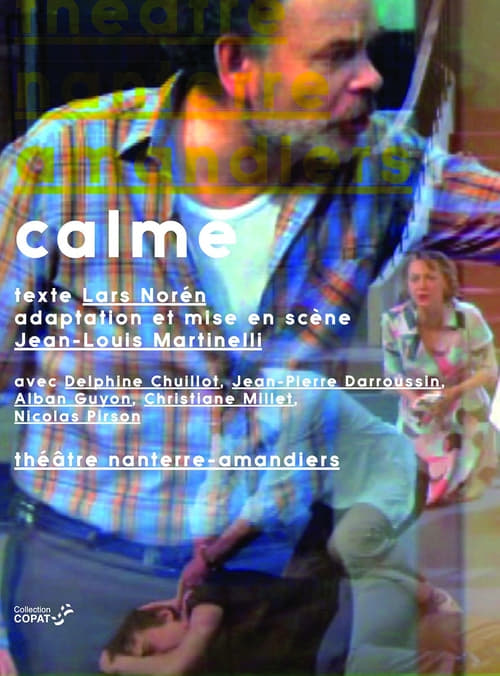 théâtre
nanterre
amandiers
calme
texte Lars Norén
adaptation et mise en scène
Jean-Louis Martinelli
avec Delphine Chuillot, Jean-Pierre Darroussin,
Alban Guyon, Christiane Millet,
Nicolas Pirson
théâtre nanterre-amandiers
Collection
COPAT